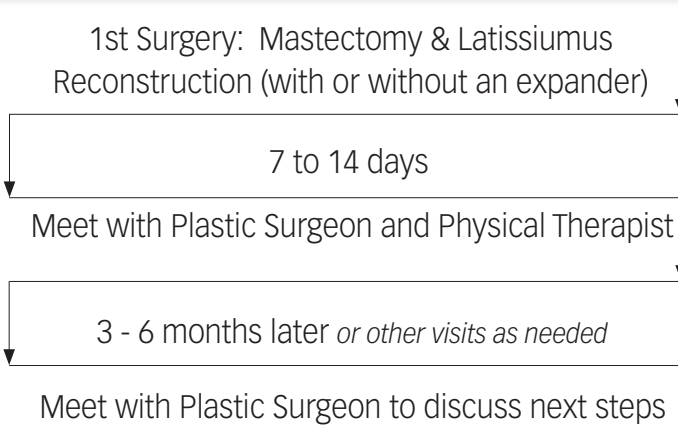 1st Surgery: Mastectomy & Latissiumus
Reconstruction (with or without an expander)
7 to 14 days
Meet with Plastic Surgeon and Physical Therapist
3 - 6 months later or other visits as needed
Meet with Plastic Surgeon to discuss next steps